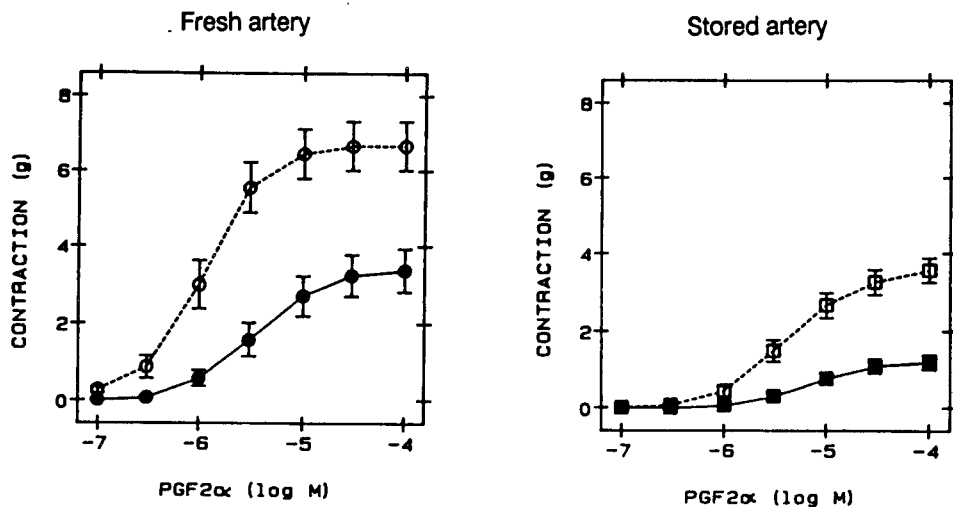 Fresh artery
8
6
4
2
0
CONTRACTION (g)
-7 -6 -5 -4
PGF2α (log M)
Stored artery
8
6
4
2
0
CONTRACTION (g)
-7 -6 -5 -4
PGF2α (log M)